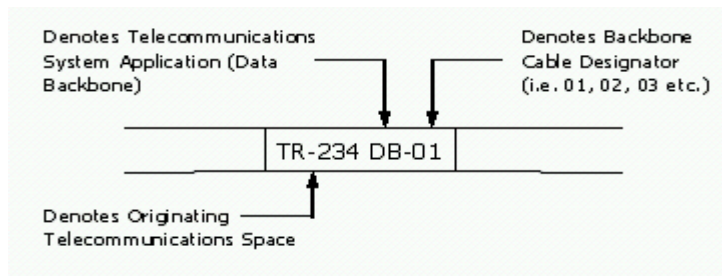 Denotes Telecommunications
System Application (Data
Backbone)
Denotes Backbone
Cable Designator
(i.e. 01, 02, 03 etc.)
TR-234 DB-01
Denotes Originating
Telecommunications Space